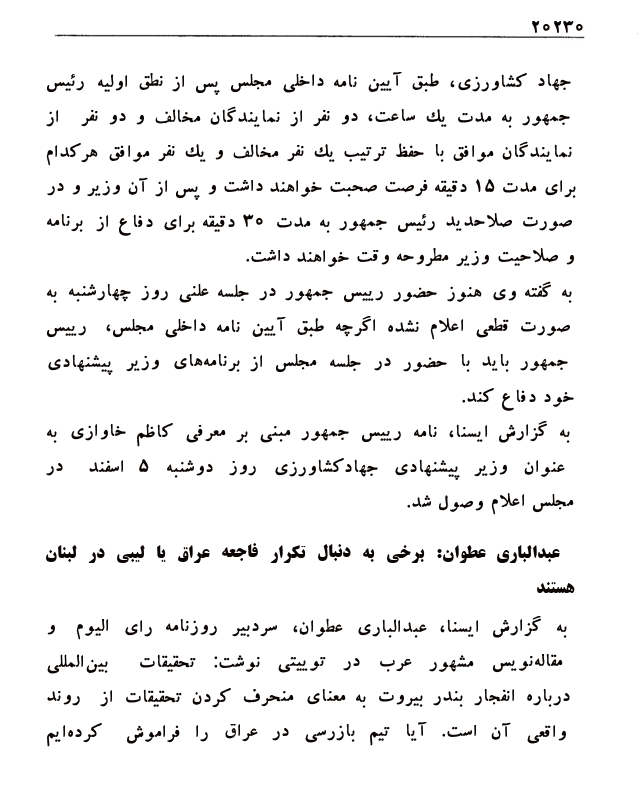 ۲۰۲۳۰
جهاد کشاورزی، طبق آیین نامه داخلی مجلس پس از نطق اولیه رئیس
جمهور به مدت یك ساعت، دو نفر از نمایندگان مخالف و دو نفر از
نمایندگان موافق با حفظ ترتیب یك نفر مخالف و یك نفر موافق هرکدام
برای مدت ۱۵ دقیقه فرصت صحبت خواهند داشت و پس از آن وزیر و در
صورت صلاحدید رئیس جمهور به مدت ۳۰ دقیقه برای دفاع از برنامه
و صلاحیت وزیر مطروحه وقت خواهند داشت.
به گفته وی هنوز حضور رییس جمهور در جلسه علنی روز چهارشنبه به
صورت قطعی اعلام نشده اگرچه طبق آیین نامه داخلی مجلس، رییس
جمهور باید با حضور در جلسه مجلس از برنامه‌های وزیر پیشنهادی
خود دفاع کند.
به گزارش ایسنا، نامه رییس جمهور مبنی بر معرفی کاظم خاوازی به
عنوان وزیر پیشنهادی جهادکشاورزی روز دوشنبه ۵ اسفند در
مجلس اعلام وصول شد.
عبدالباری عطوان: برخی به دنبال تکرار فاجعه عراق یا لیبی در لبنان
هستند
به گزارش ایسنا، عبدالباری عطوان، سردبیر روزنامه رای الیوم و
مقاله‌نویس مشهور عرب در توییتی نوشت: تحقیقات بین‌المللی
درباره انفجار بندر بیروت به معنای منحرف کردن تحقیقات از روند
واقعی آن است. آیا تیم بازرسی در عراق را فراموش کرده‌ایم